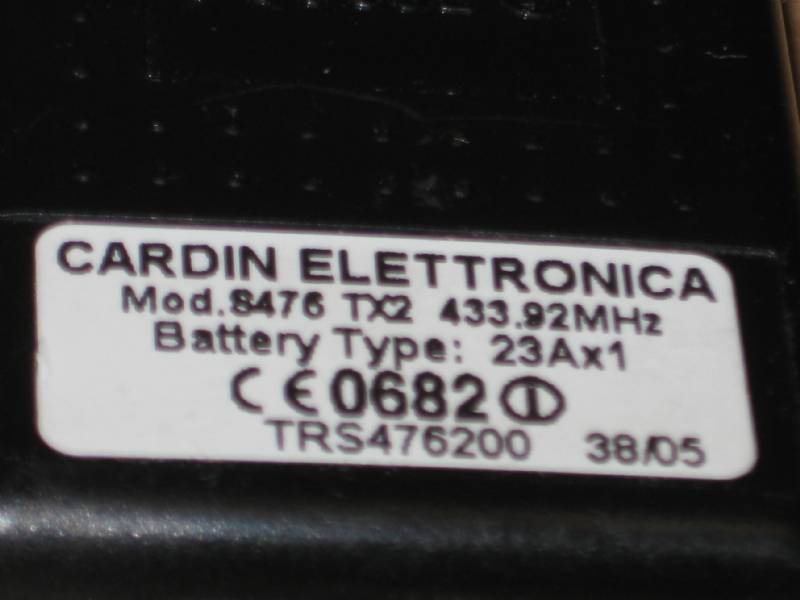 CARDIN ELETTRONICA
Mod.S476 TX2 433.92MHz
Battery Type: 23Ax1
CE0682
TRS476200 38/05